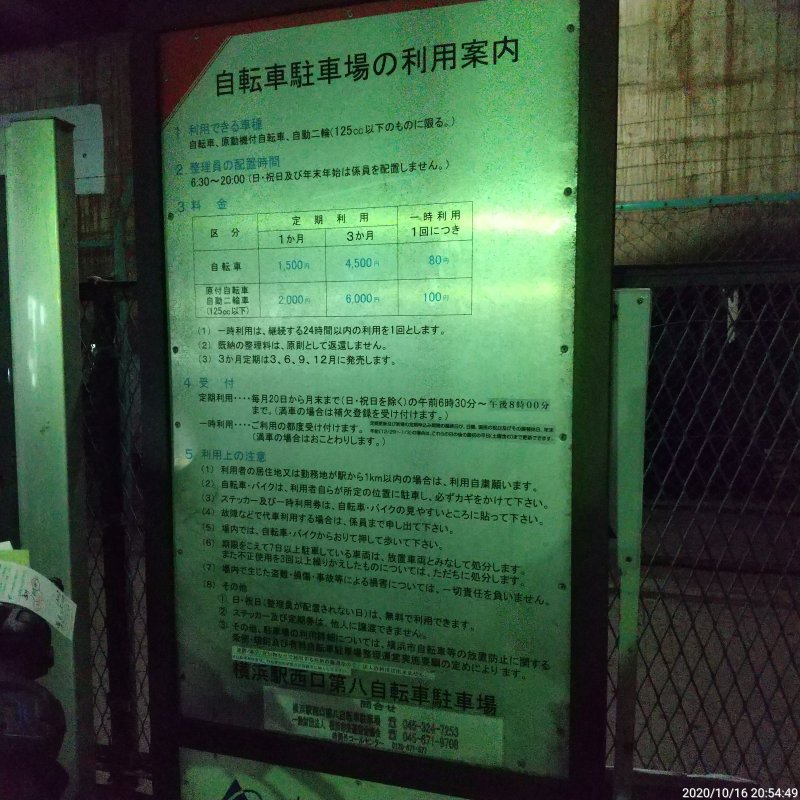 自転車駐車場の利用案内
1 利用できる車種
自転車、原動機付自転車、自動二輪(125cc以下のものに限る。)
2 整理員の配置時間
6:30〜20:00(日・祝日及び年末年始は係員を配置しません。)
3 料 金
区 分 定 期 利 用 一 時 利 用
1か月 3か月 1回につき
自 転 車 1,500円 4,500円 80円
原付自転車
自動二輪車 2,000円 6,000円 100円
(125cc以下)
(1) 一時利用は、継続する24時間以内の利用を1回とします。
(2) 既納の整理料は、原則として返還しません。
(3) 3か月定期は3、6、9、12月に発売します。
4 受 付
定期利用・・・・毎月20日から月末まで(日・祝日を除く)の午前6時30分〜午後8時00分
まで。(満車の場合は補欠登録を受け付けます。)
一時利用・・・・ご利用の都度受け付けます。
(満車の場合はおことわりします。)
5 利用上の注意
(1) 利用者の居住地又は勤務地が駅から1km以内の場合は、利用自粛願います。
(2) 自転車・バイクは、利用者自らが所定の位置に駐車し、必ずカギをかけて下さい。
(3) ステッカー及び一時利用券は、自転車・バイクの見やすいところに貼って下さい。
(4) 故障などで代車利用する場合は、係員まで申し出て下さい。
(5) 場内では、自転車・バイクからおりて押して歩いて下さい。
(6) 期限をこえて7日以上駐車している車両は、放置車両とみなして処分します。
また不正使用を3回以上繰りかえしたものについては、ただちに処分します。
(7) 場内で生じた盗難・損傷・事故等による損害については、一切責任を負いません。
(8) その他
① 日・祝日(整理員が配置されない日)は、無料で利用できます。
② ステッカー及び定期券は、他人に譲渡できません。
③ その他、駐車場の利用詳細については、横浜市自転車等の放置防止に関する
条例・規則及び有料自転車駐車場整理運営実施要綱の定めによります。
横浜駅西口第八自転車駐車場
問合せ
横浜駅西口第八自転車駐車場 ☎ 045-324-7253
一般財団法人 ☎ 045-671-9708
コールセンター
2020/10/16 20:54:49